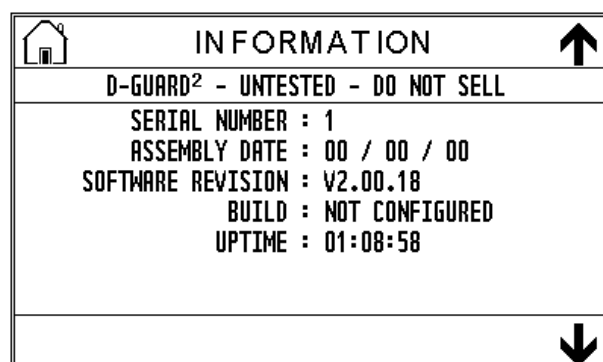 INFORMATION
D-GUARD² - UNTESTED - DO NOT SELL
SERIAL NUMBER : 1
ASSEMBLY DATE : 00 / 00 / 00
SOFTWARE REVISION : V2.00.18
BUILD : NOT CONFIGURED
UPTIME : 01:08:58